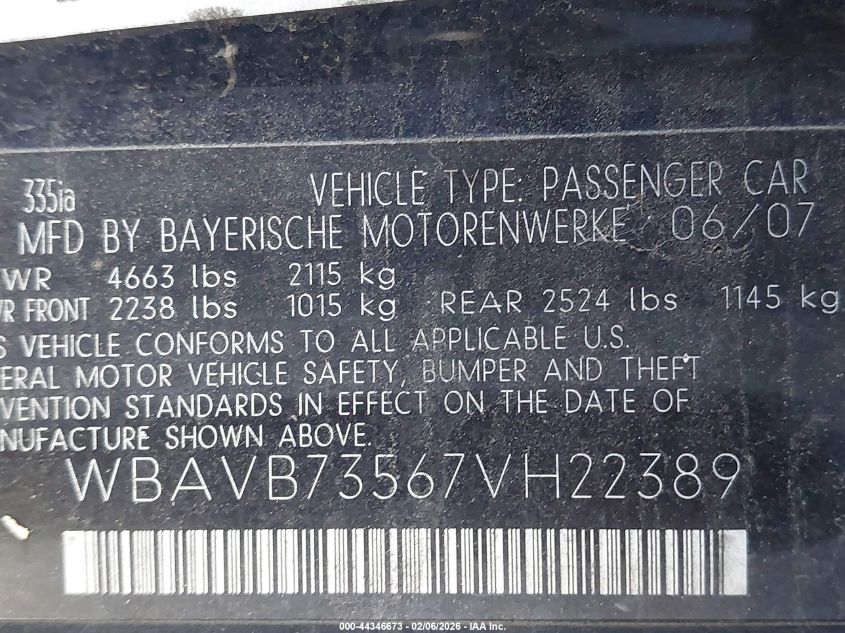 335ia VEHICLE TYPE: PASSENGER CAR
MFD BY BAYERISCHE MOTORENWERKE 06/07
WR 4663 lbs 2115 kg
WR FRONT 2238 lbs 1015 kg REAR 2524 lbs 1145 kg
S VEHICLE CONFORMS TO ALL APPLICABLE U.S.
ERAL MOTOR VEHICLE SAFETY, BUMPER AND THEFT
VENTION STANDARDS IN EFFECT ON THE DATE OF
NUFACTURE SHOWN ABOVE.
WBAVB73567VH22389
000-44346673 - 02/06/2026 - IAA Inc.